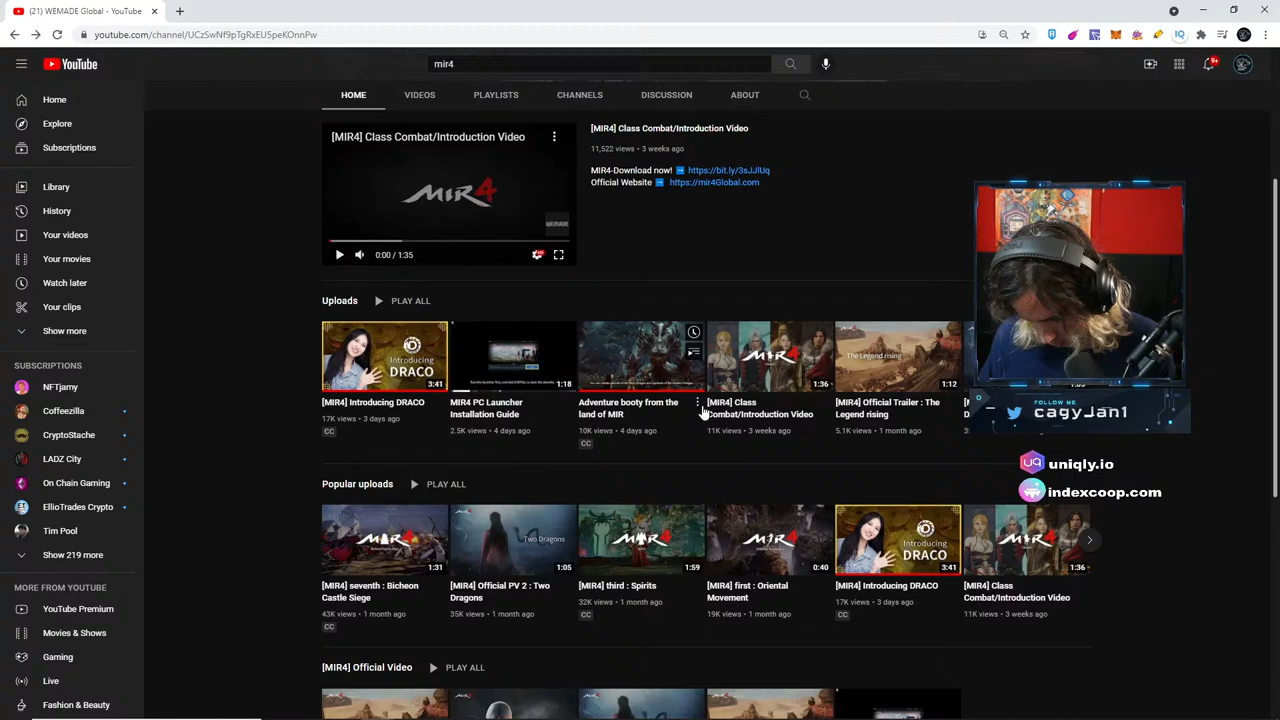 (21) WEMADE Global - YouTube
youtube.com/channel/UCzSwNf9pTgRxEU5peKOnnPw
YouTube
mir4
9+
HOME VIDEOS PLAYLISTS CHANNELS DISCUSSION ABOUT
Home
Explore
Subscriptions
Library
History
Your videos
Your movies
Watch later
Your clips
Show more
SUBSCRIPTIONS
NFTjamy
Coffeezilla
CryptoStache
LADZ City
On Chain Gaming
EllioTrades Crypto
Tim Pool
Show 219 more
MORE FROM YOUTUBE
YouTube Premium
Movies & Shows
Gaming
Live
Fashion & Beauty
[MIR4] Class Combat/Introduction Video
MIR4
WEMADE
0:00 / 1:35
[MIR4] Class Combat/Introduction Video
11,522 views • 3 weeks ago
MIR4-Download now! https://bit.ly/3sJJlUq
Official Website https://mir4Global.com
Uploads PLAY ALL
Introducing
DRACO
3:41
[MIR4] Introducing DRACO
17K views • 3 days ago
CC
1:18
MIR4 PC Launcher
Installation Guide
2.5K views • 4 days ago
Adventure booty from the
land of MIR
10K views • 4 days ago
CC
MIR4
1:36
[MIR4] Class
Combat/Introduction Video
11K views • 3 weeks ago
The Legend rising
1:12
[MIR4] Official Trailer : The
Legend rising
5.1K views • 1 month ago
FOLLOW ME
cagyJan1
uniqly.io
indexcoop.com
Popular uploads PLAY ALL
MIR4
1:31
[MIR4] seventh : Bicheon
Castle Siege
43K views • 1 month ago
CC
Two Dragons
1:05
[MIR4] Official PV 2 : Two
Dragons
35K views • 1 month ago
MIR4
1:59
[MIR4] third : Spirits
32K views • 1 month ago
CC
MIR4
0:40
[MIR4] first : Oriental
Movement
19K views • 1 month ago
Introducing
DRACO
3:41
[MIR4] Introducing DRACO
17K views • 3 days ago
CC
MIR4
1:36
[MIR4] Class
Combat/Introduction Video
11K views • 3 weeks ago
[MIR4] Official Video PLAY ALL